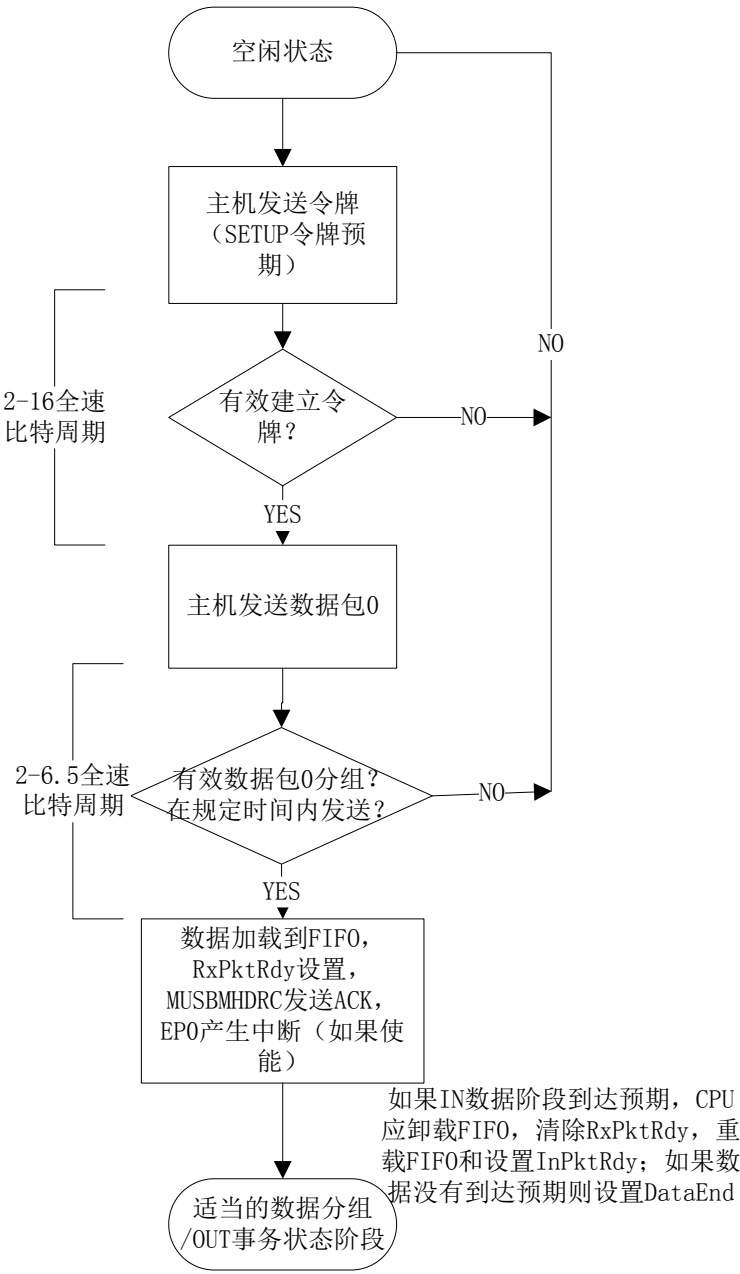 空闲状态
主机发送令牌
（SETUP令牌预
期）
NO
2-16全速
比特周期
有效建立令
牌？
NO
YES
主机发送数据包0
2-6.5全速
比特周期
有效数据包0分组？
在规定时间内发送？
NO
YES
数据加载到FIFO，
RxPktRdy设置，
MUSBMHDRC发送ACK，
EP0产生中断（如果使
能）
如果IN数据阶段到达预期，CPU
应卸载FIFO，清除RxPktRdy，重
载FIFO和设置InPktRdy；如果数
据没有到达预期则设置DataEnd
适当的数据分组
/OUT事务状态阶段